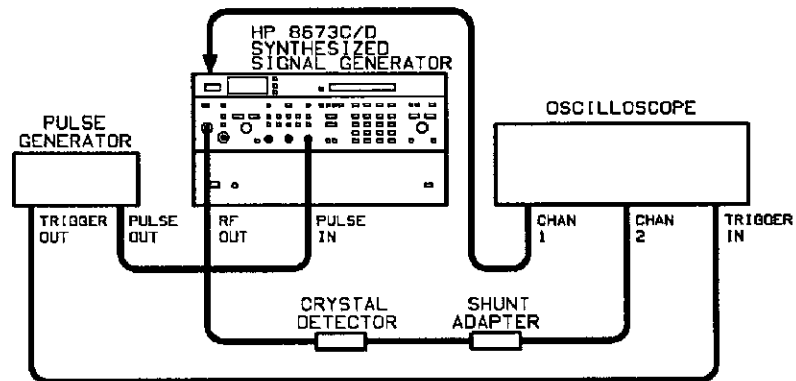 HP 8673C/D
SYNTHESIZED
SIGNAL GENERATOR
PULSE
GENERATOR
OSCILLOSCOPE
TRIGGER
OUT
PULSE
OUT
RF
OUT
PULSE
IN
CHAN
1
CHAN
2
TRIGGER
IN
CRYSTAL
DETECTOR
SHUNT
ADAPTER